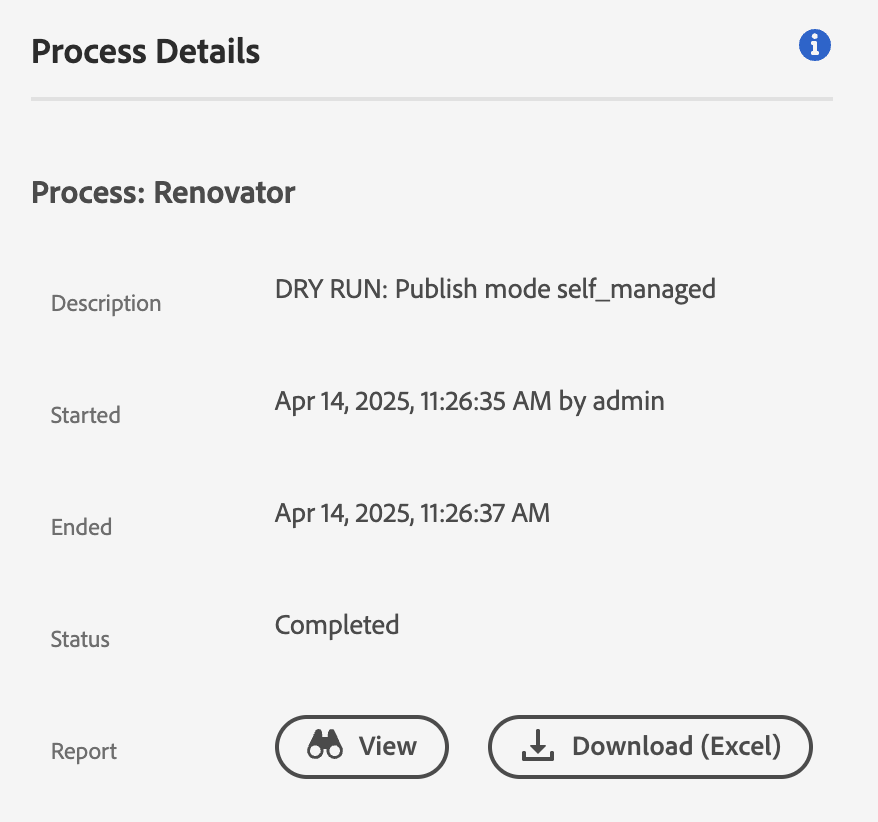 Process Details
Process: Renovator
Description DRY RUN: Publish mode self_managed
Started Apr 14, 2025, 11:26:35 AM by admin
Ended Apr 14, 2025, 11:26:37 AM
Status Completed
Report View Download (Excel)